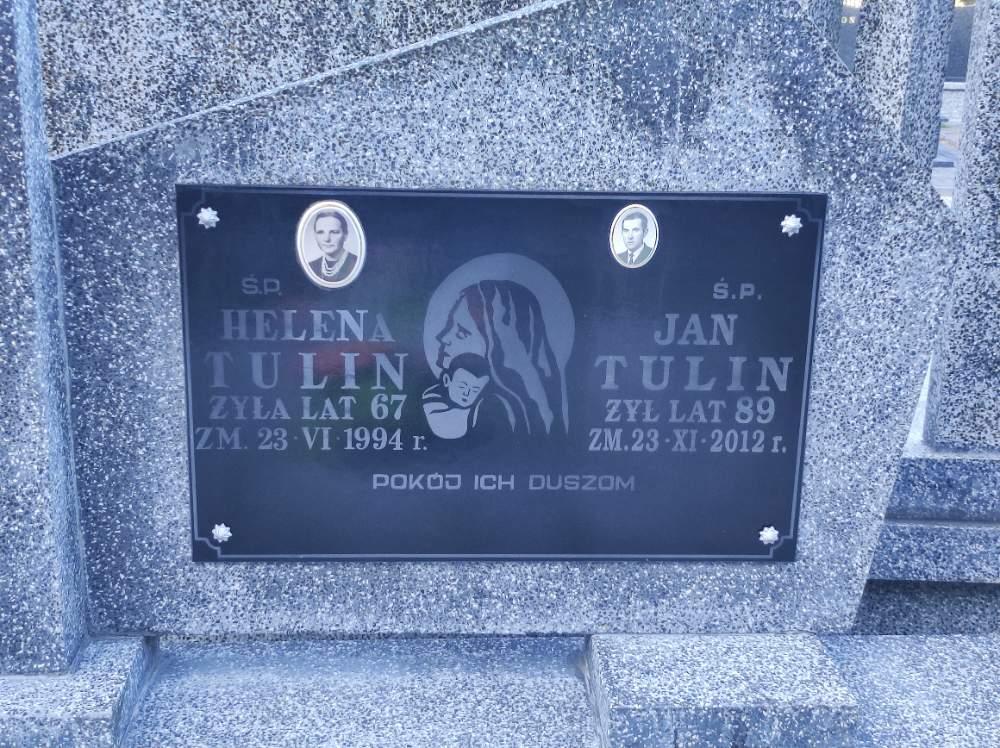 Ś.P.
HELENA
TULIN
ŻYŁA LAT 67
ZM. 23·VI·1994 r.
Ś.P.
JAN
TULIN
ŻYŁ LAT 89
ZM. 23·XI·2012 r.
POKÓJ ICH DUSZOM